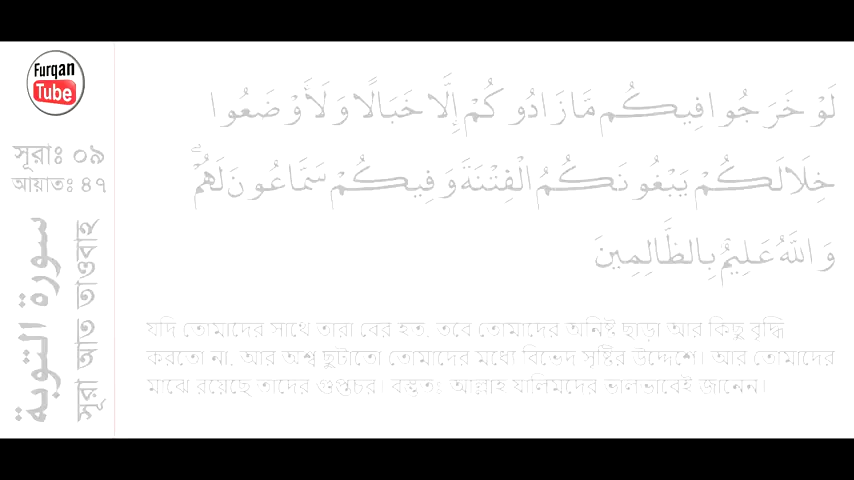 Furqan
Tube
সূরাঃ ০৯
আয়াতঃ ৪৭
سورة التوبة
সূরা আত তাওবাহ
لَوْ خَرَجُوا فِيكُم مَّا زَادُوكُمْ إِلَّا خَبَالًا وَلَأَوْضَعُوا
خِلَالَكُمْ يَبْغُونَكُمُ الْفِتْنَةَ وَفِيكُمْ سَمَّاعُونَ لَهُمْ ۗ
وَاللَّهُ عَلِيمٌ بِالظَّالِمِينَ
যদি তোমাদের সাথে তারা বের হত, তবে তোমাদের অনিষ্ট ছাড়া আর কিছু বৃদ্ধি
করতো না, আর অশ্ব ছুটাতো তোমাদের মধ্যে বিভেদ সৃষ্টির উদ্দেশে। আর তোমাদের
মাঝে রয়েছে তাদের গুপ্তচর। বস্তুতঃ আল্লাহ যালিমদের ভালভাবেই জানেন।